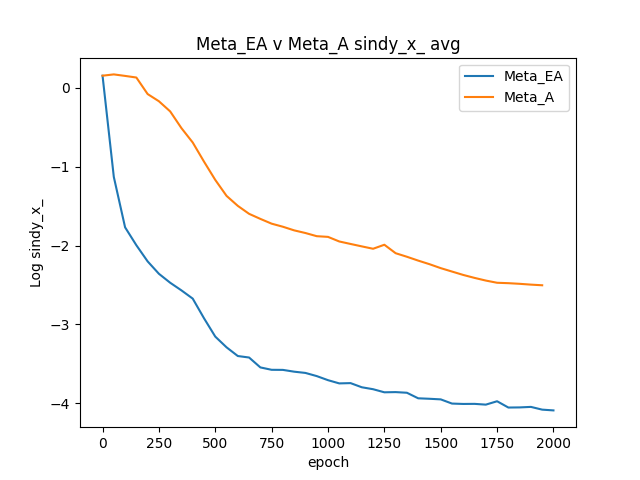 Meta_EA v Meta_A sindy_x_ avg
Meta_EA
Meta_A
Log sindy_x_
0
−1
−2
−3
−4
0 250 500 750 1000 1250 1500 1750 2000
epoch